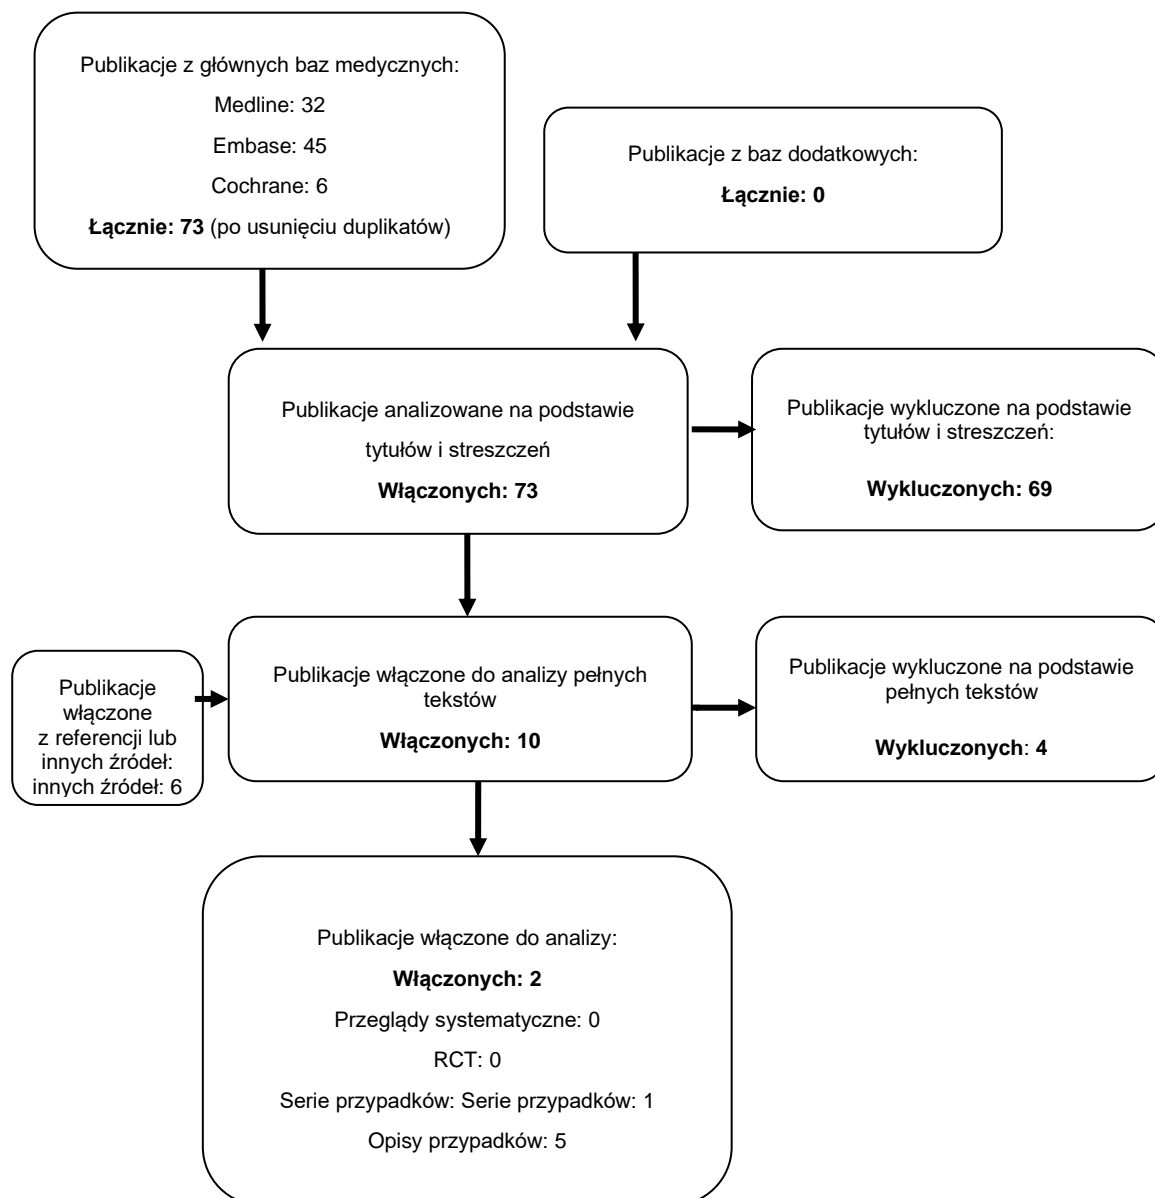 Publikacje z głównych baz medycznych:
Medline: 32
Embase: 45
Cochrane: 6
Łącznie: 73 (po usunięciu duplikatów)
Publikacje z baz dodatkowych:
Łącznie: 0
Publikacje analizowane na podstawie
tytułów i streszczeń
Włączonych: 73
Publikacje wykluczone na podstawie
tytułów i streszczeń:
Wykluczonych: 69
Publikacje
włączone
z referencji lub
innych źródeł:
innych źródeł: 6
Publikacje włączone do analizy pełnych
tekstów
Włączonych: 10
Publikacje wykluczone na podstawie
pełnych tekstów
Wykluczonych: 4
Publikacje włączone do analizy:
Włączonych: 2
Przeglądy systematyczne: 0
RCT: 0
Serie przypadków: Serie przypadków: 1
Opisy przypadków: 5